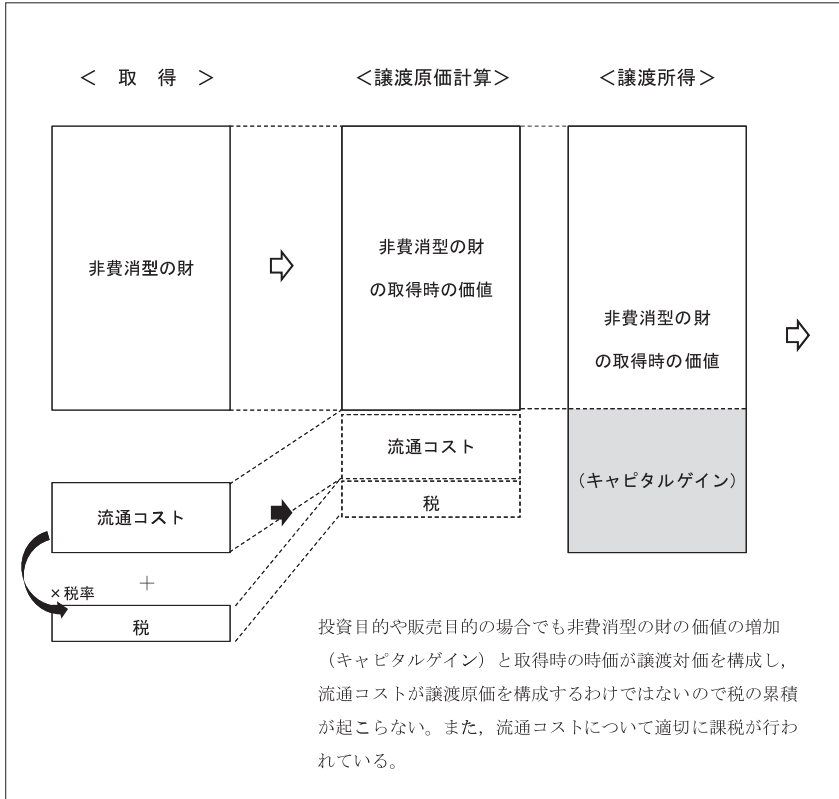 ＜ 取 得 ＞
＜譲渡原価計算＞
＜譲渡所得＞
非費消型の財
非費消型の財
の取得時の価値
非費消型の財
の取得時の価値
流通コスト
税
（キャピタルゲイン）
流通コスト
×税率
＋
税
投資目的や販売目的の場合でも非費消型の財の価値の増加
（キャピタルゲイン）と取得時の時価が譲渡対価を構成し，
流通コストが譲渡原価を構成するわけではないので税の累積
が起こらない。また，流通コストについて適切に課税が行わ
れている。